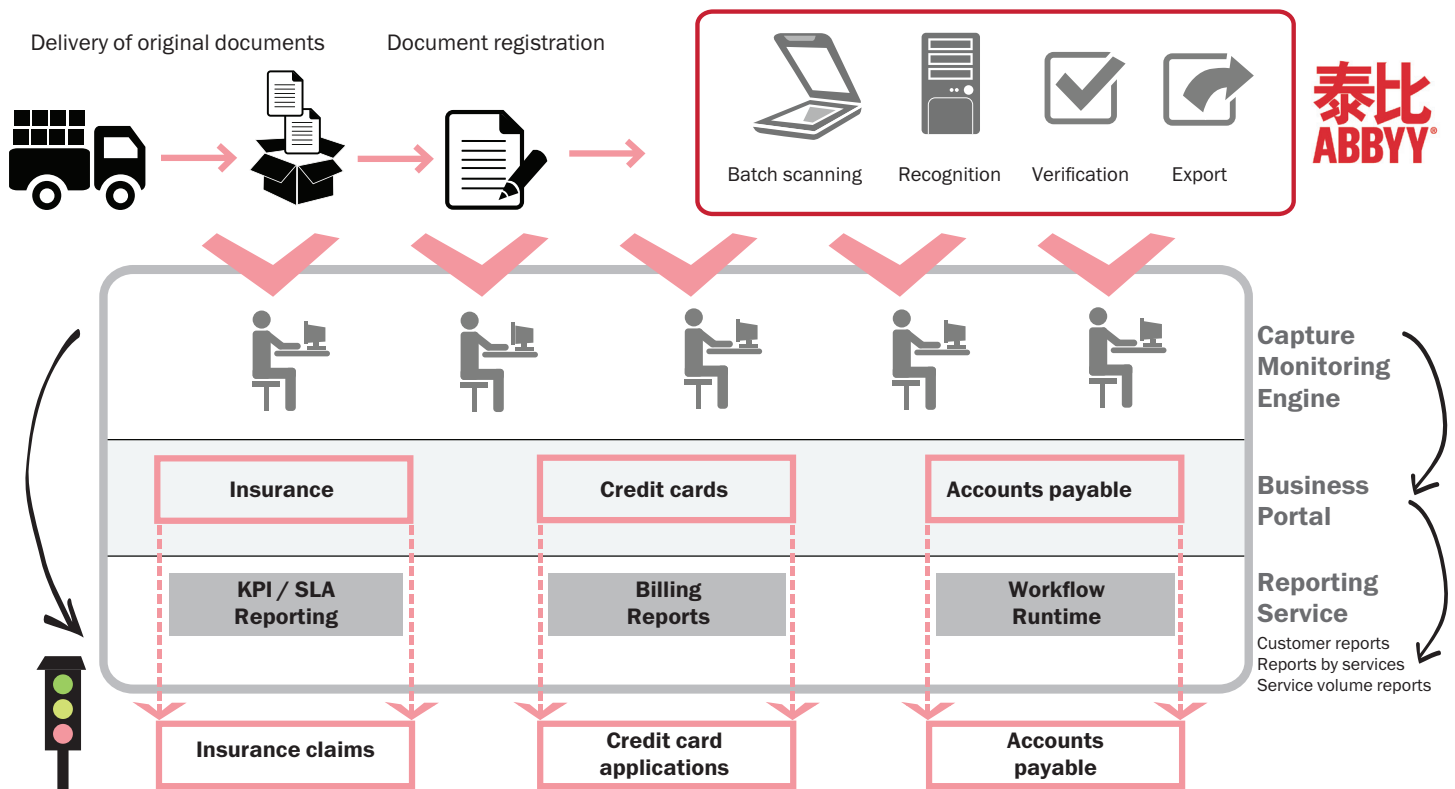 Delivery of original documents
Document registration
Batch scanning
Recognition
Verification
Export
泰比
ABBYY®
Capture
Monitoring
Engine
Insurance
Credit cards
Accounts payable
Business
Portal
KPI / SLA
Reporting
Billing
Reports
Workflow
Runtime
Reporting
Service
Customer reports
Reports by services
Service volume reports
Insurance claims
Credit card
applications
Accounts
payable